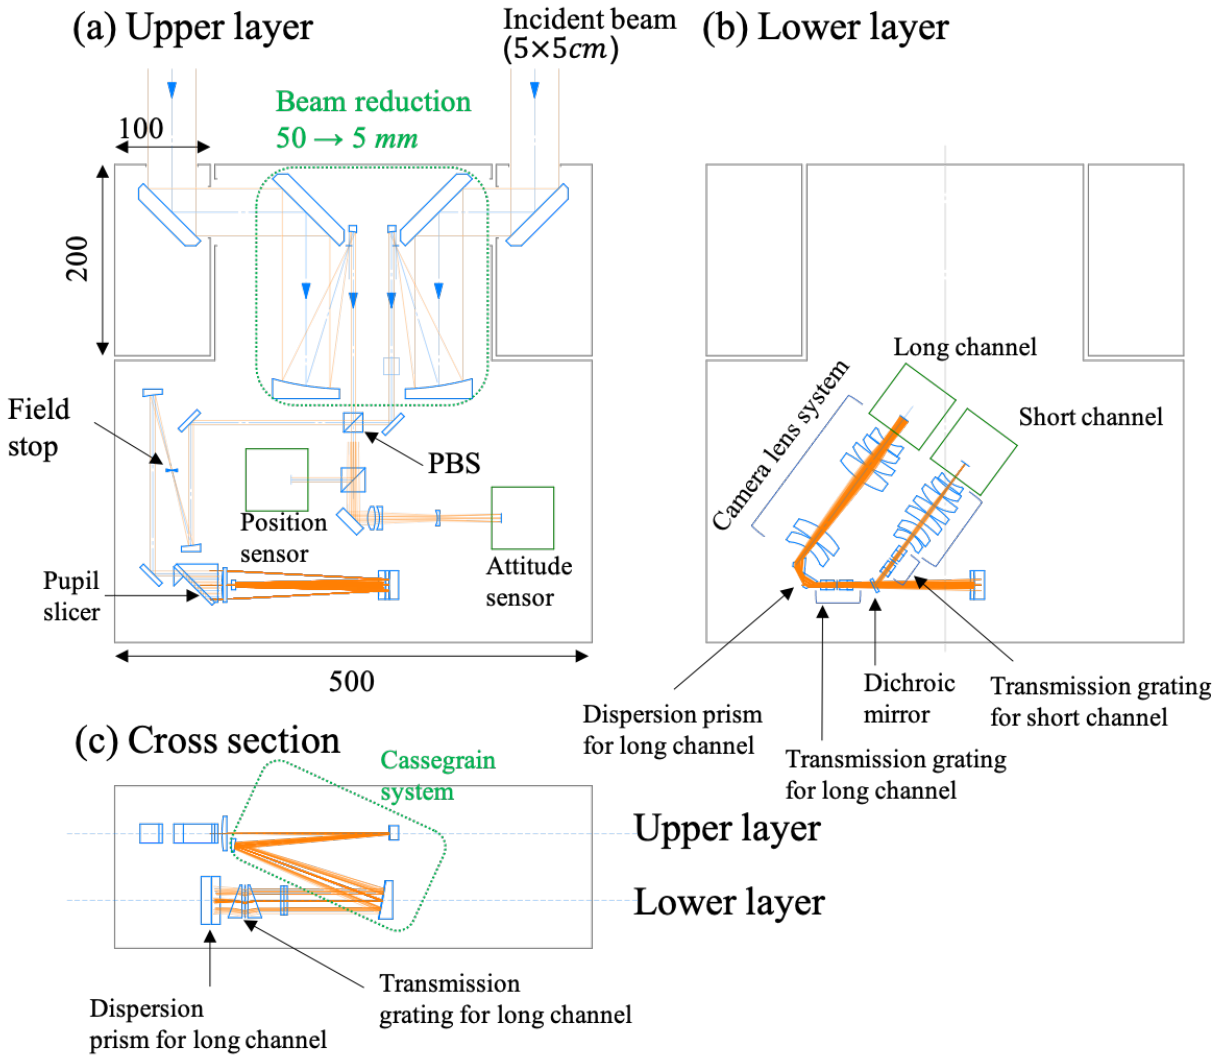 (a) Upper layer
Incident beam
(5×5cm)
(b) Lower layer
Beam reduction
50 → 5 mm
100
200
Field
stop
PBS
Position
sensor
Attitude
sensor
Pupil
slicer
500
Long channel
Short channel
Camera lens system
Dispersion prism
for long channel
Dichroic
mirror
Transmission grating
for short channel
Transmission grating
for long channel
(c) Cross section
Cassegrain
system
Upper layer
Lower layer
Dispersion
prism for long channel
Transmission
grating for long channel